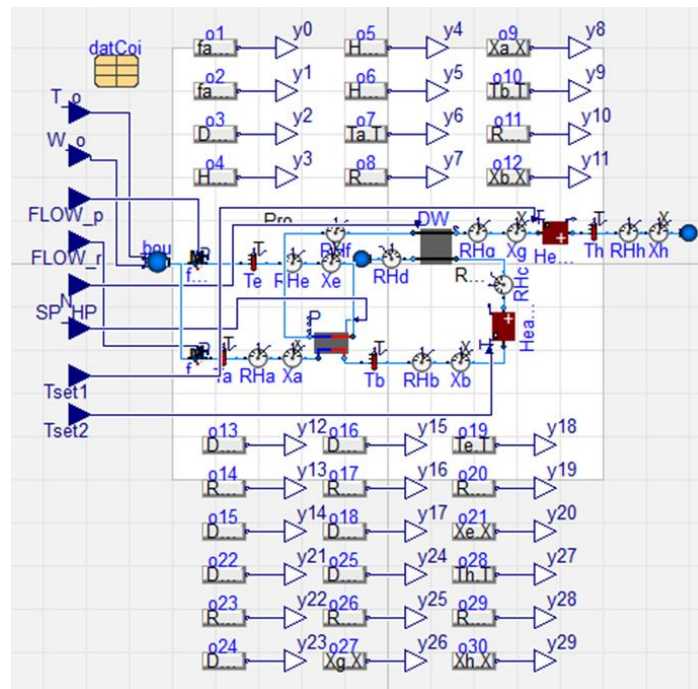 o1 fa... y0 o5 H... y4 o9 Xa.X y8
datCoi
o2 fa... y1 o6 H... y5 o10 Tb.T y9
T_o
o3 D... y2 o7 Ta.T y6 o11 R... y10
W_o
o4 H... y3 o8 R... y7 o12 Xb.X y11
FLOW_p
Pro DW
bou f... T Te RHe Xe RHf RHd RHg Xg He... Th RHh Xh
FLOW_r
N
R... RHc
SP_HP P
Hea...
f Ta RHa Xa Tb RHb Xb
Tset1
Tset2
o13 D... y12 o16 D... y15 o19 Te.T y18
o14 R... y13 o17 R... y16 o20 R... y19
o15 D... y14 o18 D... y17 o21 Xe.X y20
o22 D... y21 o25 D... y24 o28 Th.T y27
o23 R... y22 o26 R... y25 o29 R... y28
o24 D... y23 o27 Xg.X y26 o30 Xh.X y29